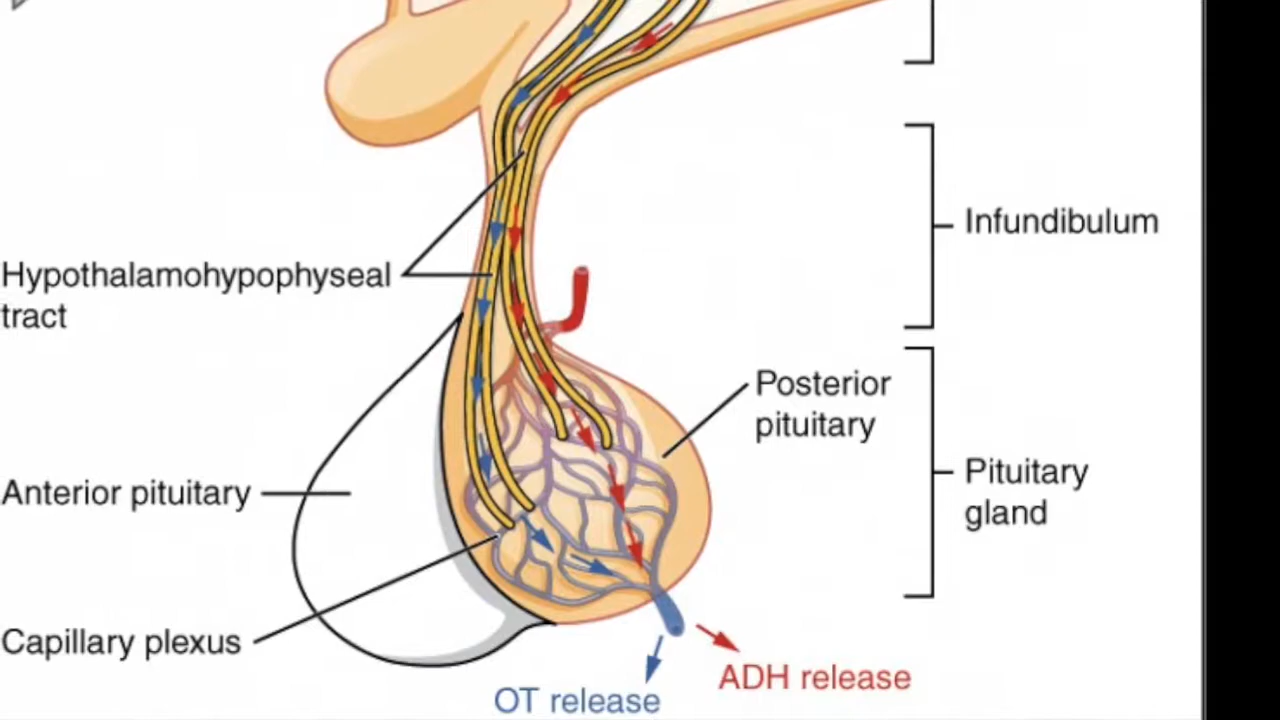 Infundibulum
Hypothalamohypophyseal
tract
Posterior
pituitary
Pituitary
gland
Anterior pituitary
Capillary plexus
ADH release
OT release